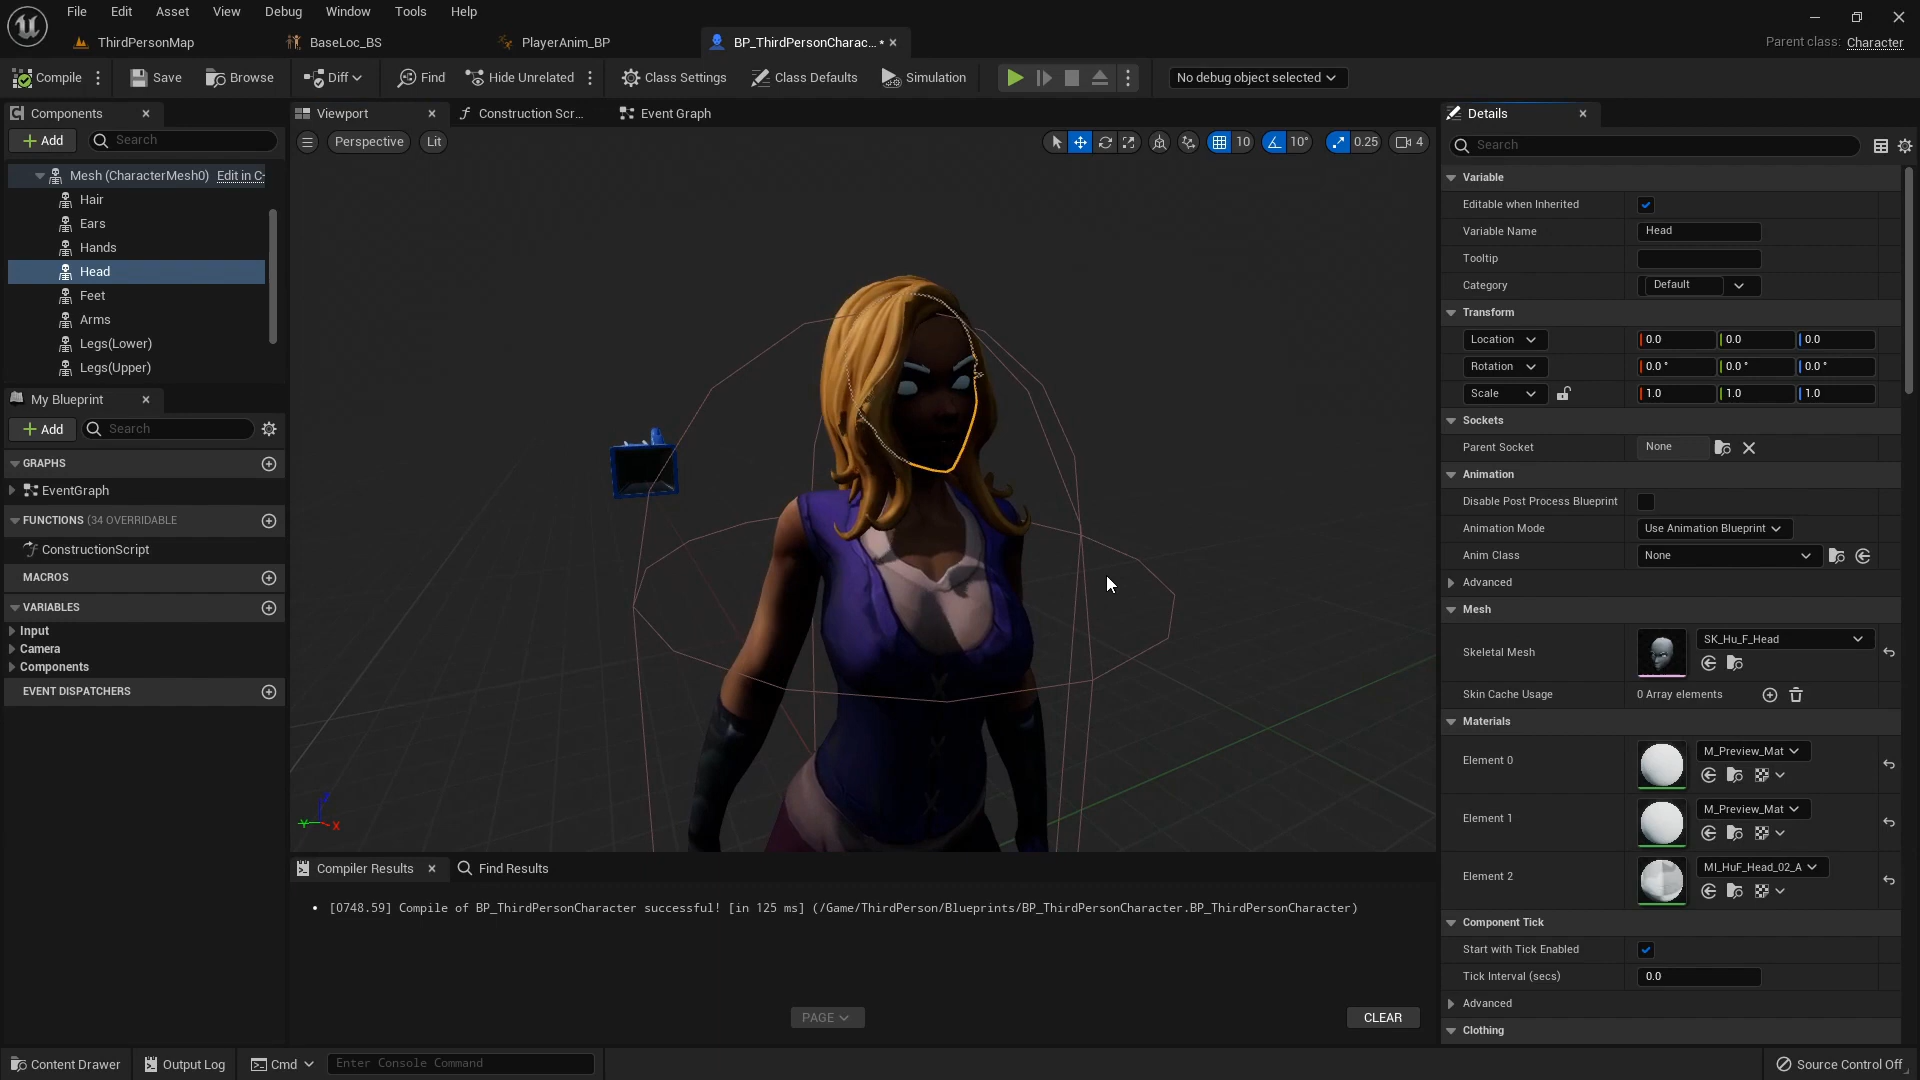 File Edit Asset View Debug Window Tools Help
ThirdPersonMap BaseLoc_BS PlayerAnim_BP BP_ThirdPersonCharac... •
Parent class: Character
Compile Save Browse Diff Find Hide Unrelated Class Settings Class Defaults Simulation No debug object selected
Components
Add Search
Mesh (CharacterMesh0) Edit in C-
Hair
Ears
Hands
Head
Feet
Arms
Legs(Lower)
Legs(Upper)
My Blueprint
Add Search
GRAPHS
EventGraph
FUNCTIONS (34 OVERRIDABLE
ConstructionScript
MACROS
VARIABLES
Input
Camera
Components
EVENT DISPATCHERS
Viewport Construction Scr... Event Graph
Perspective Lit 10 10° 0.25 4
Z
Y X
Compiler Results Find Results
• [0748.59] Compile of BP_ThirdPersonCharacter successful! [in 125 ms] (/Game/ThirdPerson/Blueprints/BP_ThirdPersonCharacter.BP_ThirdPersonCharacter)
PAGE CLEAR
Details
Search
Variable
Editable when Inherited
Variable Name Head
Tooltip
Category Default
Transform
Location 0.0 0.0 0.0
Rotation 0.0 ° 0.0 ° 0.0 °
Scale 1.0 1.0 1.0
Sockets
Parent Socket None
Animation
Disable Post Process Blueprint
Animation Mode Use Animation Blueprint
Anim Class None
Advanced
Mesh
Skeletal Mesh SK_Hu_F_Head
Skin Cache Usage 0 Array elements
Materials
Element 0 M_Preview_Mat
Element 1 M_Preview_Mat
Element 2 MI_HuF_Head_02_A
Component Tick
Start with Tick Enabled
Tick Interval (secs) 0.0
Advanced
Clothing
Content Drawer Output Log Cmd Enter Console Command Source Control Off